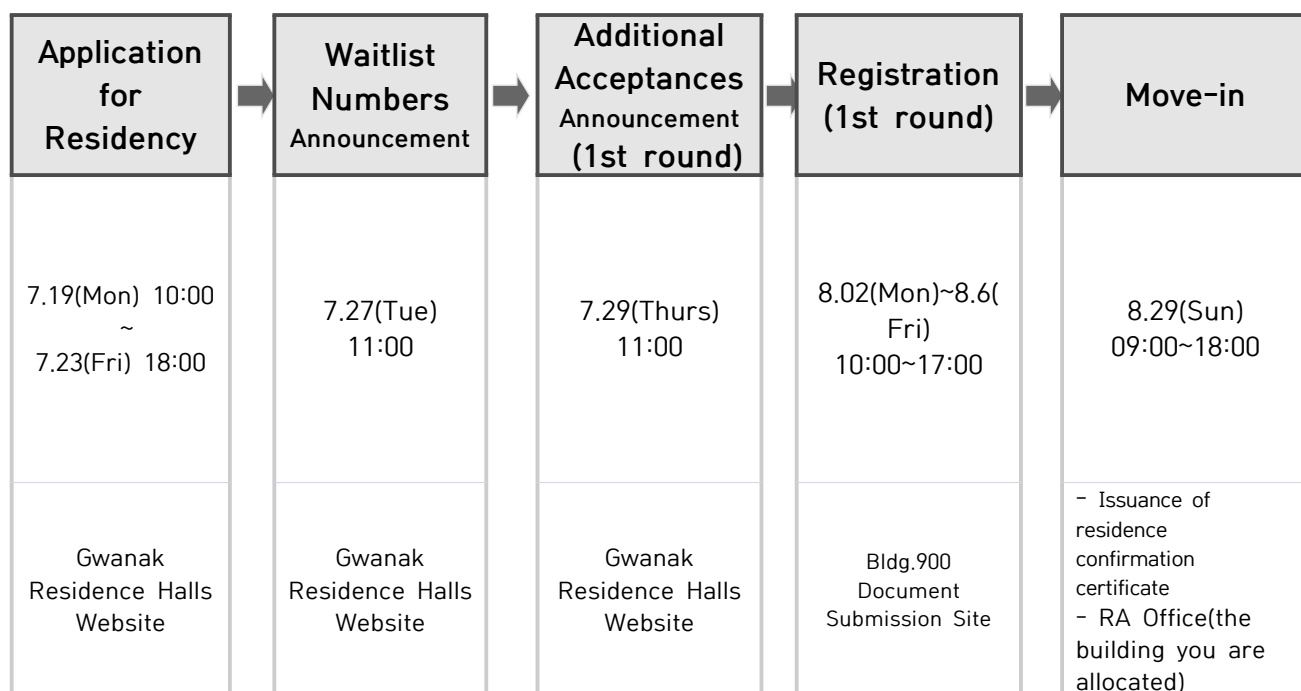 Application
for
Residency
Waitlist
Numbers
Announcement
Additional
Acceptances
Announcement
(1st round)
Registration
(1st round)
Move-in
7.19(Mon) 10:00
~
7.23(Fri) 18:00
7.27(Tue)
11:00
7.29(Thurs)
11:00
8.02(Mon)~8.6(
Fri)
10:00~17:00
8.29(Sun)
09:00~18:00
Gwanak
Residence Halls
Website
Gwanak
Residence Halls
Website
Gwanak
Residence Halls
Website
Bldg.900
Document
Submission Site
- Issuance of
residence
confirmation
certificate
- RA Office(the
building you are
allocated)